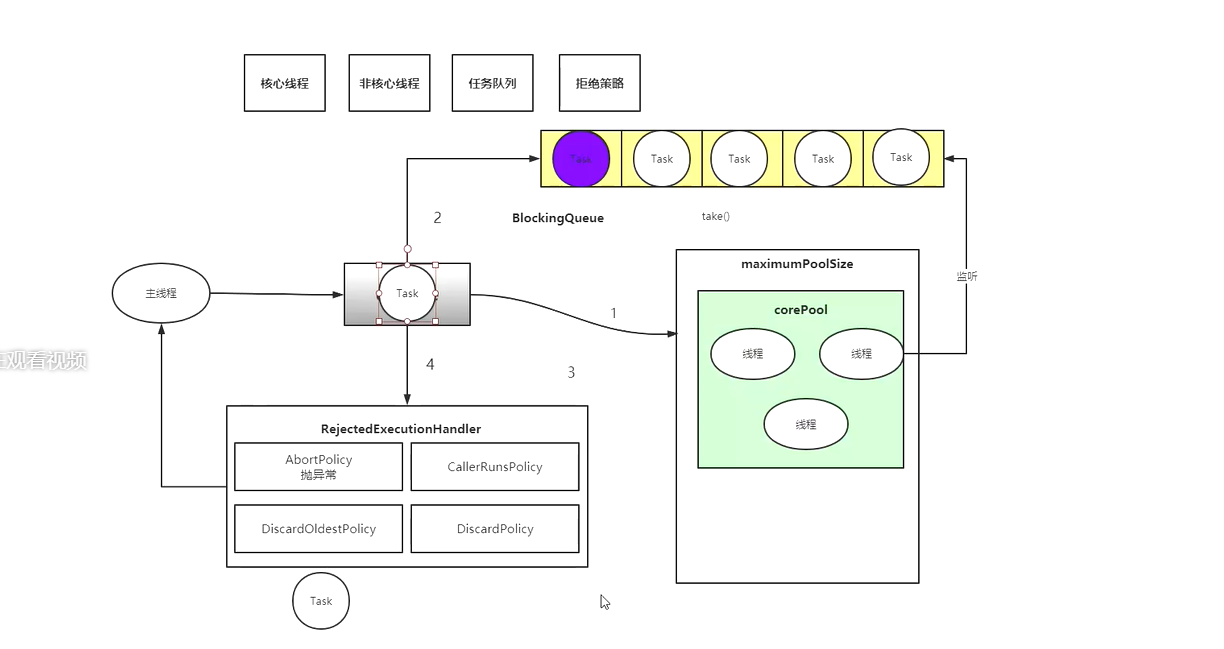 核心线程
非核心线程
任务队列
拒绝策略
Task
Task
Task
Task
Task
2
BlockingQueue
take()
maximumPoolSize
监听
主线程
Task
1
corePool
线程
线程
线程
主观看视频
4
3
RejectedExecutionHandler
AbortPolicy
抛异常
CallerRunsPolicy
DiscardOldestPolicy
DiscardPolicy
Task